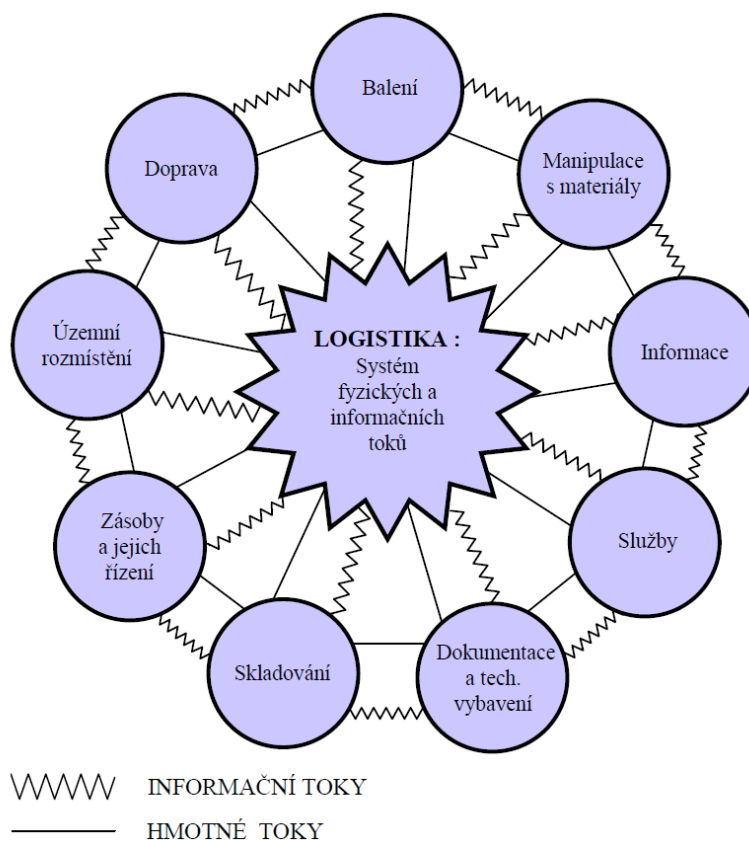 Balení
Doprava
Manipulace
s materiály
Územní
rozmístění
LOGISTIKA :
Systém
fyzických a
informačních
toků
Informace
Zásoby
a jejich
řízení
Služby
Skladování
Dokumentace
a tech.
vybavení
INFORMAČNÍ TOKY
HMOTNÉ TOKY